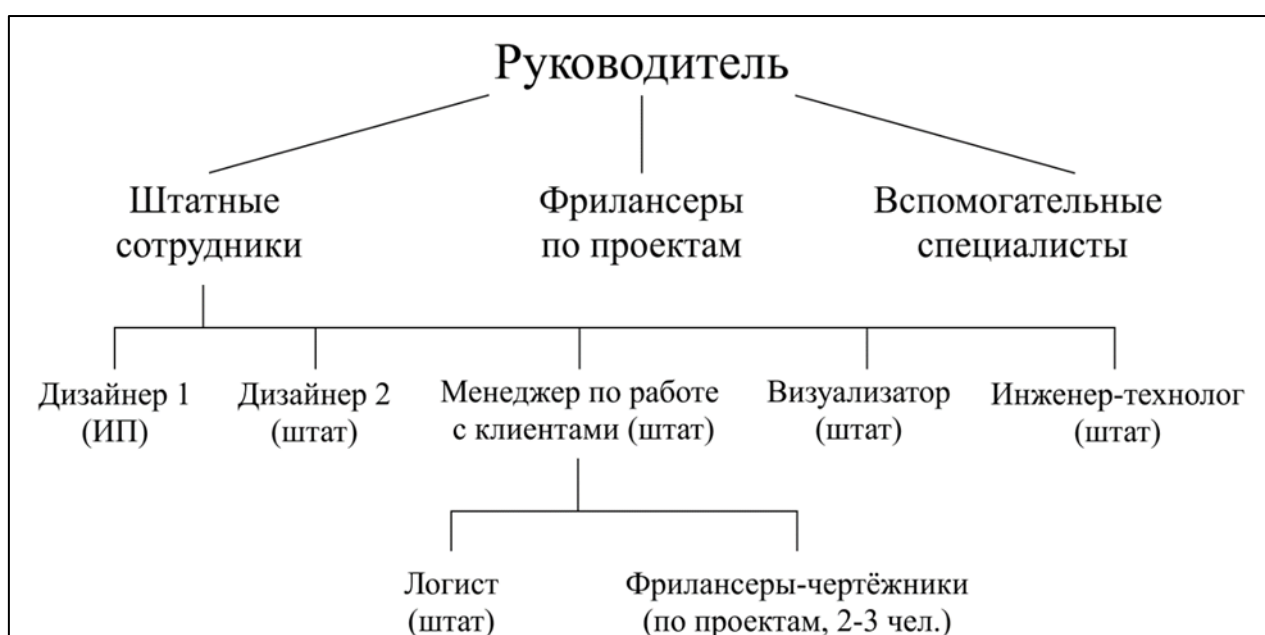 Руководитель
Штатные
сотрудники
Фрилансеры
по проектам
Вспомогательные
специалисты
Дизайнер 1
(ИП)
Дизайнер 2
(штат)
Менеджер по работе
с клиентами (штат)
Визуализатор
(штат)
Инженер-технолог
(штат)
Логист
(штат)
Фрилансеры-чертёжники
(по проектам, 2-3 чел.)